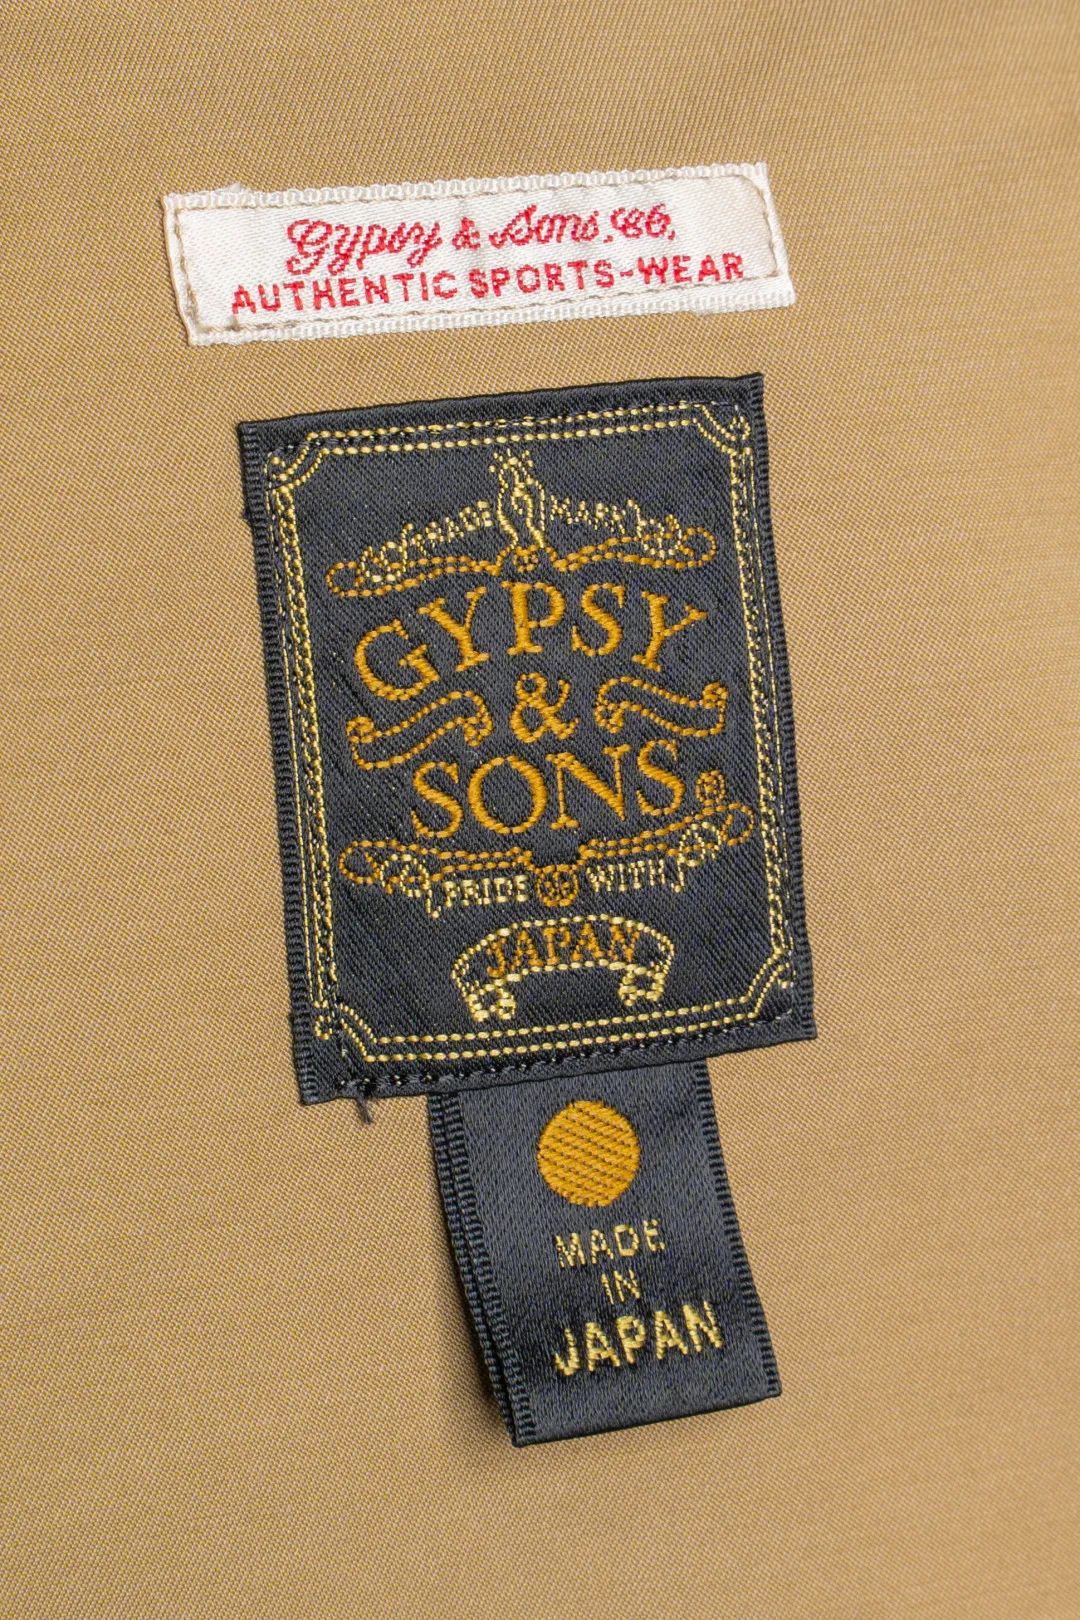 Gypsy & Sons. Co.
AUTHENTIC SPORTS-WEAR
TRADE MARK
GYPSY
&
SONS
PRIDE WITH
JAPAN
MADE
IN
JAPAN